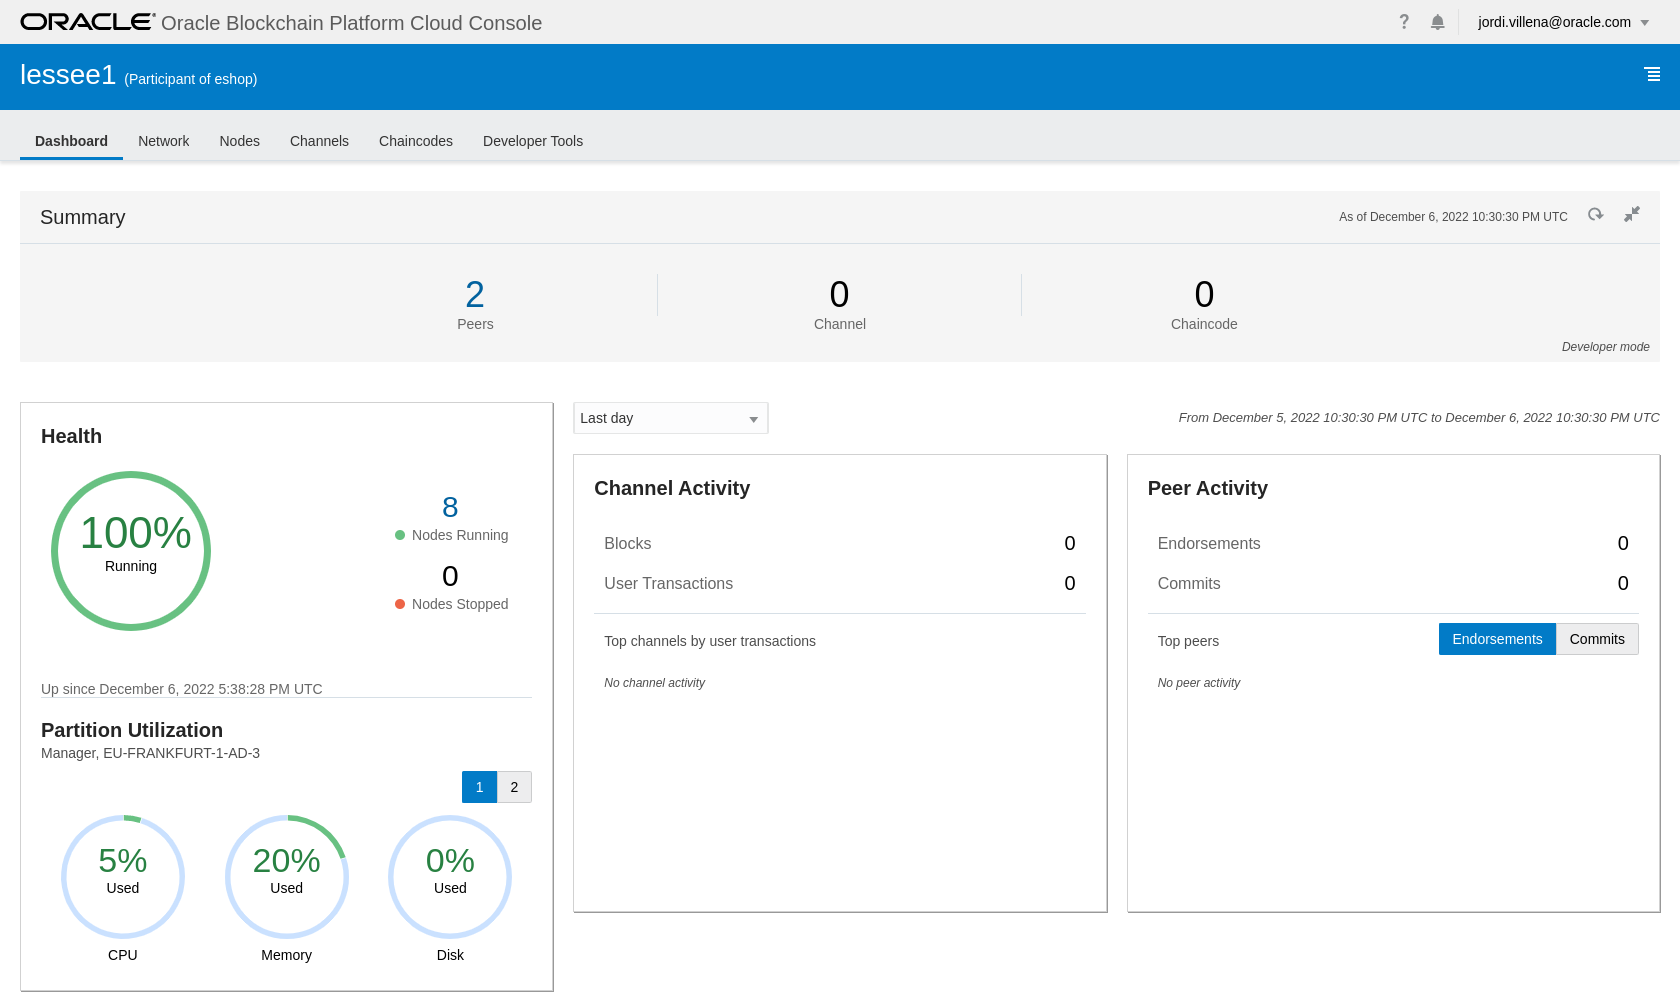 ORACLE® Oracle Blockchain Platform Cloud Console
? jordi.villena@oracle.com
lessee1 (Participant of eshop)
Dashboard Network Nodes Channels Chaincodes Developer Tools
Summary
As of December 6, 2022 10:30:30 PM UTC
2 0 0
Peers Channel Chaincode
Developer mode
Health
100%
Running
8
Nodes Running
0
Nodes Stopped
Up since December 6, 2022 5:38:28 PM UTC
Partition Utilization
Manager, EU-FRANKFURT-1-AD-3
1 2
5% 20% 0%
Used Used Used
CPU Memory Disk
Last day
From December 5, 2022 10:30:30 PM UTC to December 6, 2022 10:30:30 PM UTC
Channel Activity
Blocks 0
User Transactions 0
Top channels by user transactions
No channel activity
Peer Activity
Endorsements 0
Commits 0
Top peers Endorsements Commits
No peer activity